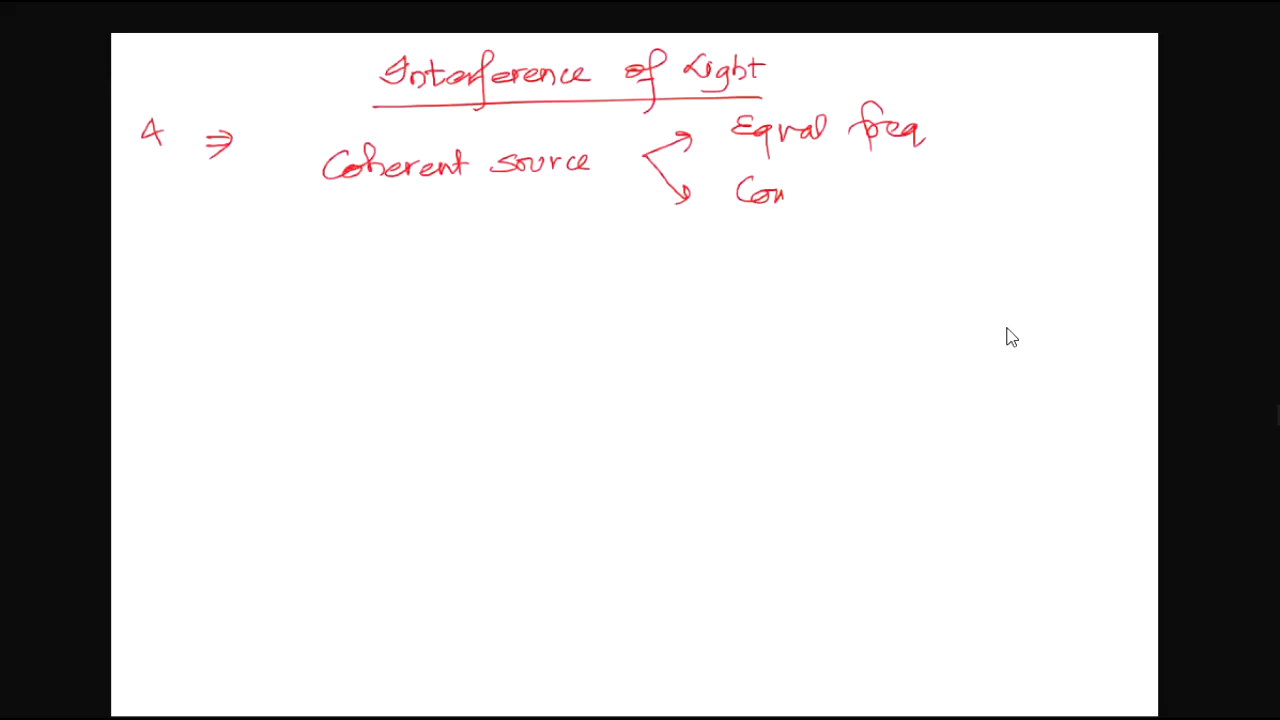 Interference of Light
4 ⇒ Coherent source → Equal freq
→ Con